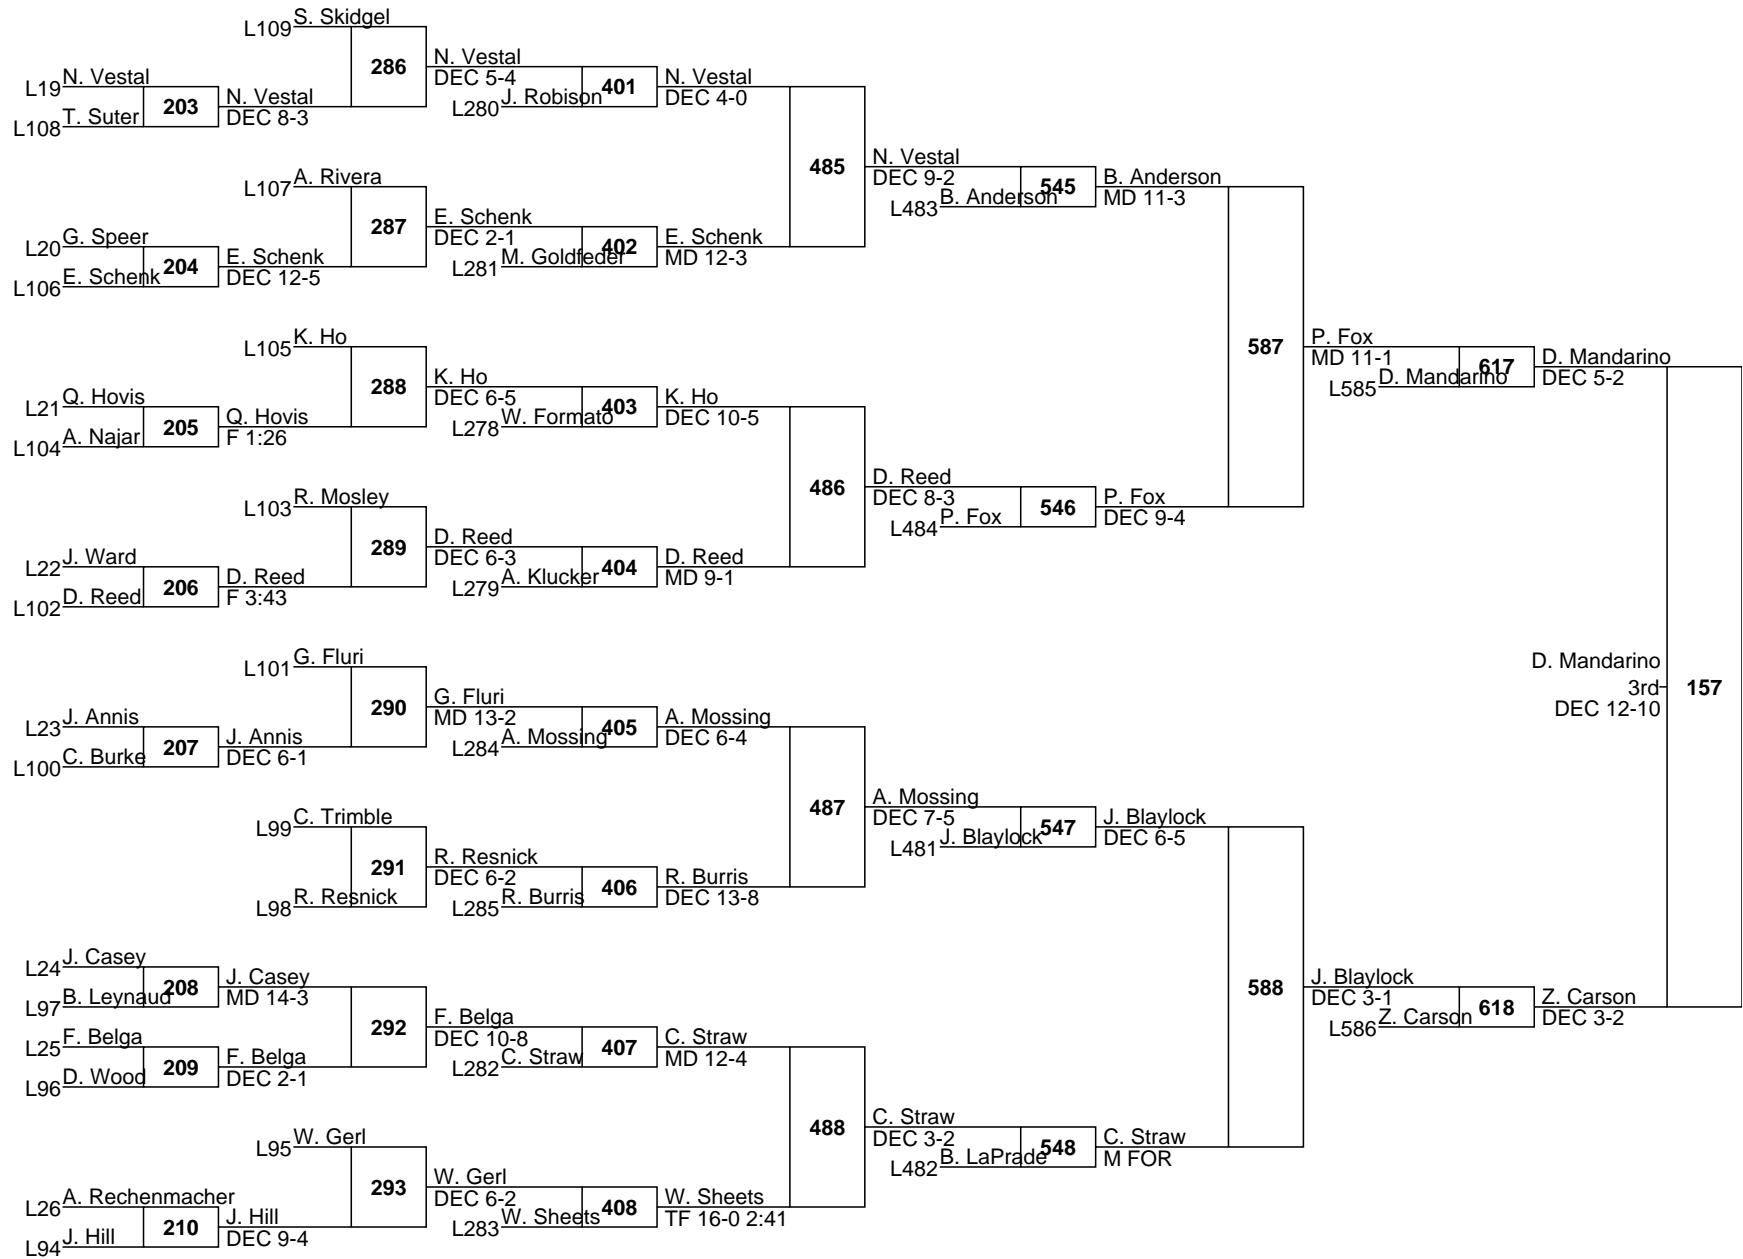 S. Skidgel
L109
286
N. Vestal
DEC 5-4
N. Vestal
L19
203
N. Vestal
DEC 8-3
T. Suter
L108
J. Robison
L280
401
N. Vestal
DEC 4-0
485
N. Vestal
DEC 9-2
A. Rivera
L107
287
E. Schenk
DEC 2-1
G. Speer
L20
204
E. Schenk
DEC 12-5
E. Schenk
L106
M. Goldfeder
L281
402
E. Schenk
MD 12-3
B. Anderson
L483
545
B. Anderson
MD 11-3
587
P. Fox
MD 11-1
K. Ho
L105
288
K. Ho
DEC 6-5
Q. Hovis
L21
205
Q. Hovis
F 1:26
A. Najar
L104
W. Formato
L278
403
K. Ho
DEC 10-5
486
D. Reed
DEC 8-3
R. Mosley
L103
289
D. Reed
DEC 6-3
J. Ward
L22
206
D. Reed
F 3:43
D. Reed
L102
A. Klucker
L279
404
D. Reed
MD 9-1
P. Fox
L484
546
P. Fox
DEC 9-4
D. Mandarino
L585
617
D. Mandarino
DEC 5-2
D. Mandarino
3rd
DEC 12-10
157
G. Fluri
L101
290
G. Fluri
MD 13-2
J. Annis
L23
207
J. Annis
DEC 6-1
C. Burke
L100
A. Mossing
L284
405
A. Mossing
DEC 6-4
487
A. Mossing
DEC 7-5
C. Trimble
L99
291
R. Resnick
DEC 6-2
R. Resnick
L98
R. Burris
L285
406
R. Burris
DEC 13-8
J. Blaylock
L481
547
J. Blaylock
DEC 6-5
588
J. Blaylock
DEC 3-1
J. Casey
L24
208
J. Casey
MD 14-3
B. Leynaud
L97
292
F. Belga
DEC 10-8
F. Belga
L25
209
F. Belga
DEC 2-1
D. Wood
L96
C. Straw
L282
407
C. Straw
MD 12-4
488
C. Straw
DEC 3-2
W. Gerl
L95
293
W. Gerl
DEC 6-2
A. Rechenmacher
L26
210
J. Hill
DEC 9-4
J. Hill
L94
W. Sheets
L283
408
W. Sheets
TF 16-0 2:41
B. LaPrade
L482
548
C. Straw
M FOR
Z. Carson
L586
618
Z. Carson
DEC 3-2